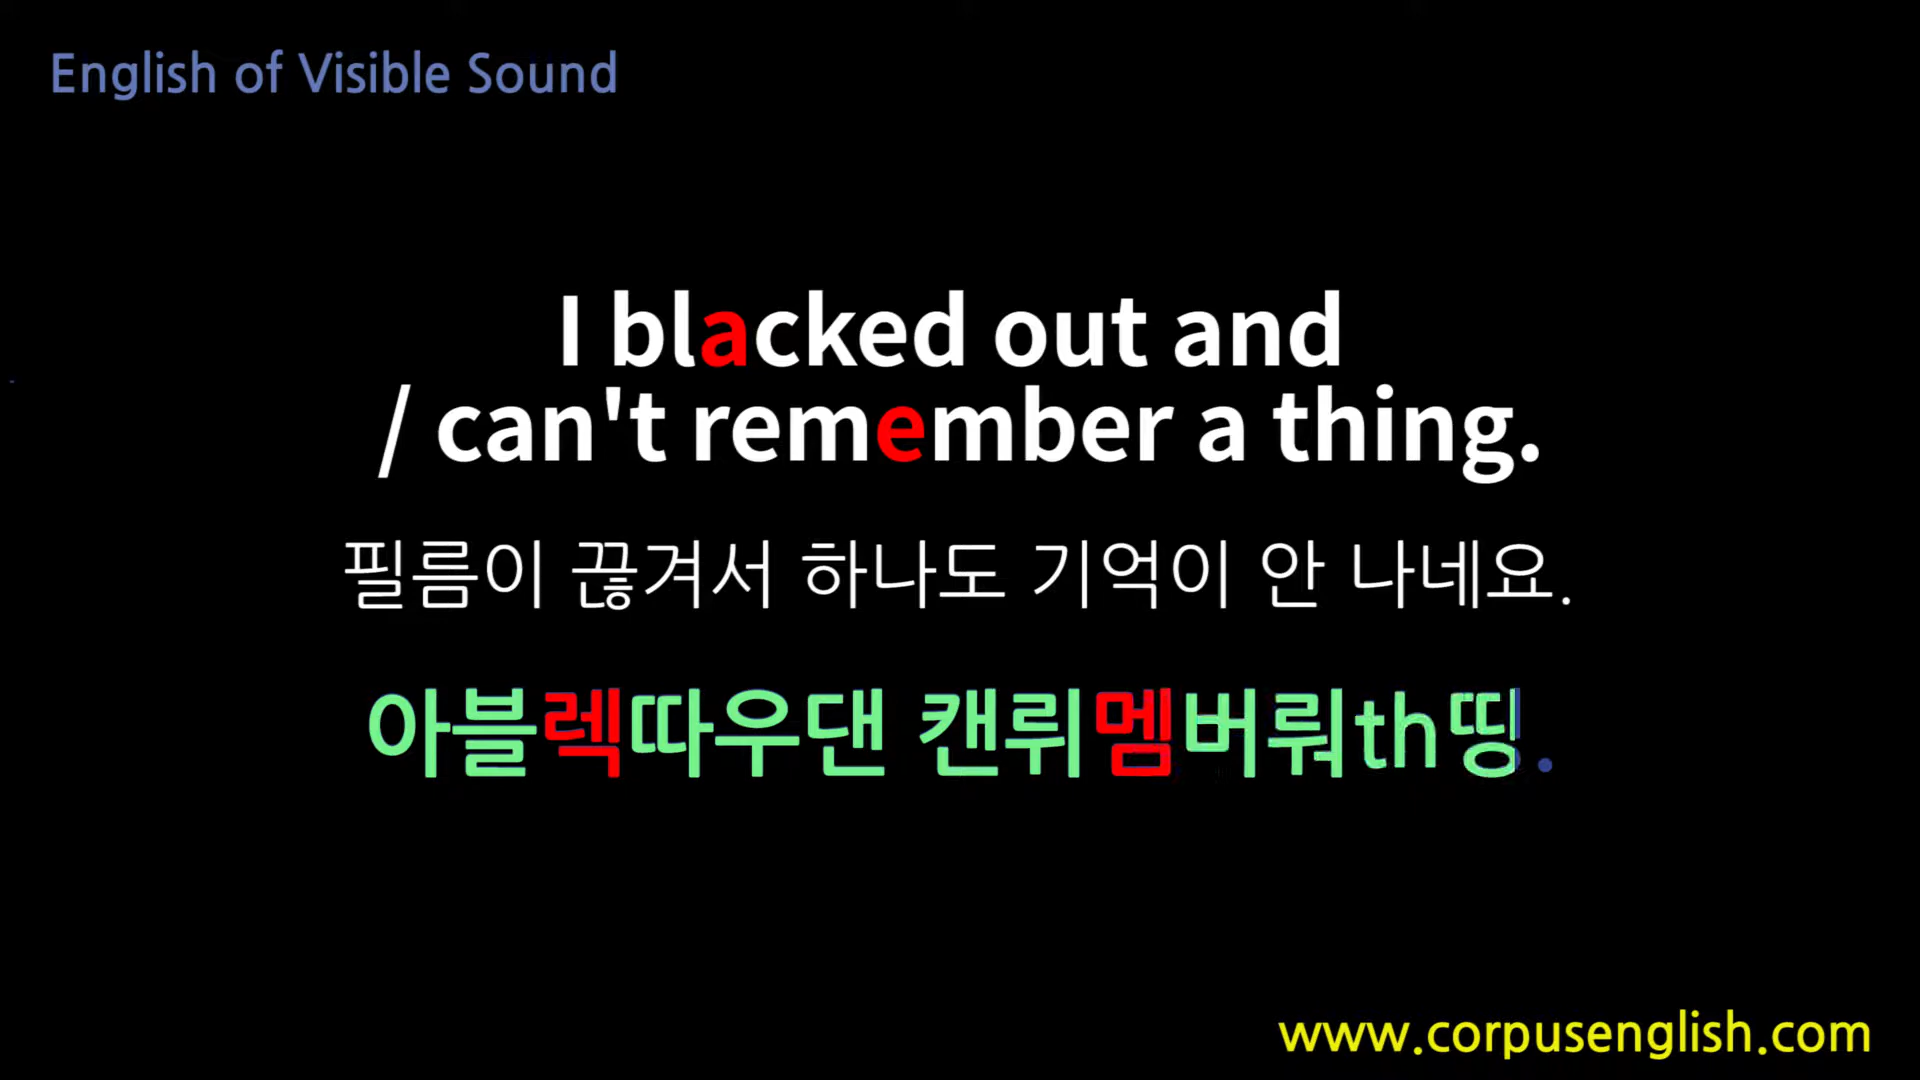 English of Visible Sound
I blacked out and
/ can't remember a thing.
필름이 끊겨서 하나도 기억이 안 나네요.
아블렉따우댄 캔뤼멤버뤄th띵.
www.corpusenglish.com